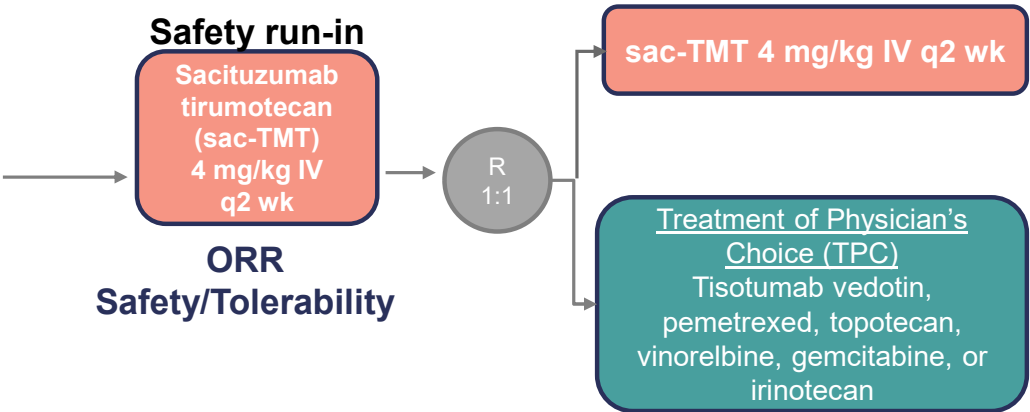 Safety run-in
Sacituzumab
tirumotecan
(sac-TMT)
4 mg/kg IV
q2 wk
ORR
Safety/Tolerability
R
1:1
sac-TMT 4 mg/kg IV q2 wk
Treatment of Physician's
Choice (TPC)
Tisotumab vedotin,
pemetrexed, topotecan,
vinorelbine, gemcitabine, or
irinotecan